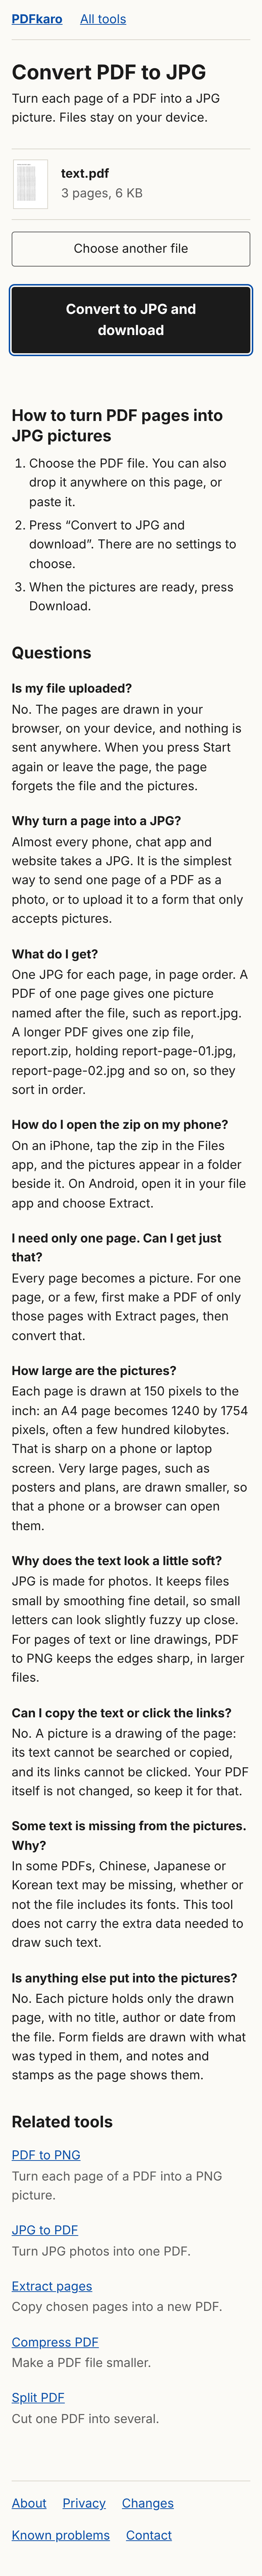 PDFkaro All tools
Convert PDF to JPG
Turn each page of a PDF into a JPG
picture. Files stay on your device.
text.pdf
3 pages, 6 KB
Choose another file
Convert to JPG and
download
How to turn PDF pages into
JPG pictures
1. Choose the PDF file. You can also
drop it anywhere on this page, or
paste it.
2. Press “Convert to JPG and
download”. There are no settings to
choose.
3. When the pictures are ready, press
Download.
Questions
Is my file uploaded?
No. The pages are drawn in your
browser, on your device, and nothing is
sent anywhere. When you press Start
again or leave the page, the page
forgets the file and the pictures.
Why turn a page into a JPG?
Almost every phone, chat app and
website takes a JPG. It is the simplest
way to send one page of a PDF as a
photo, or to upload it to a form that only
accepts pictures.
What do I get?
One JPG for each page, in page order. A
PDF of one page gives one picture
named after the file, such as report.jpg.
A longer PDF gives one zip file,
report.zip, holding report-page-01.jpg,
report-page-02.jpg and so on, so they
sort in order.
How do I open the zip on my phone?
On an iPhone, tap the zip in the Files
app, and the pictures appear in a folder
beside it. On Android, open it in your file
app and choose Extract.
I need only one page. Can I get just
that?
Every page becomes a picture. For one
page, or a few, first make a PDF of only
those pages with Extract pages, then
convert that.
How large are the pictures?
Each page is drawn at 150 pixels to the
inch: an A4 page becomes 1240 by 1754
pixels, often a few hundred kilobytes.
That is sharp on a phone or laptop
screen. Very large pages, such as
posters and plans, are drawn smaller, so
that a phone or a browser can open
them.
Why does the text look a little soft?
JPG is made for photos. It keeps files
small by smoothing fine detail, so small
letters can look slightly fuzzy up close.
For pages of text or line drawings, PDF
to PNG keeps the edges sharp, in larger
files.
Can I copy the text or click the links?
No. A picture is a drawing of the page:
its text cannot be searched or copied,
and its links cannot be clicked. Your PDF
itself is not changed, so keep it for that.
Some text is missing from the pictures.
Why?
In some PDFs, Chinese, Japanese or
Korean text may be missing, whether or
not the file includes its fonts. This tool
does not carry the extra data needed to
draw such text.
Is anything else put into the pictures?
No. Each picture holds only the drawn
page, with no title, author or date from
the file. Form fields are drawn with what
was typed in them, and notes and
stamps as the page shows them.
Related tools
PDF to PNG
Turn each page of a PDF into a PNG
picture.
JPG to PDF
Turn JPG photos into one PDF.
Extract pages
Copy chosen pages into a new PDF.
Compress PDF
Make a PDF file smaller.
Split PDF
Cut one PDF into several.
About Privacy Changes
Known problems Contact